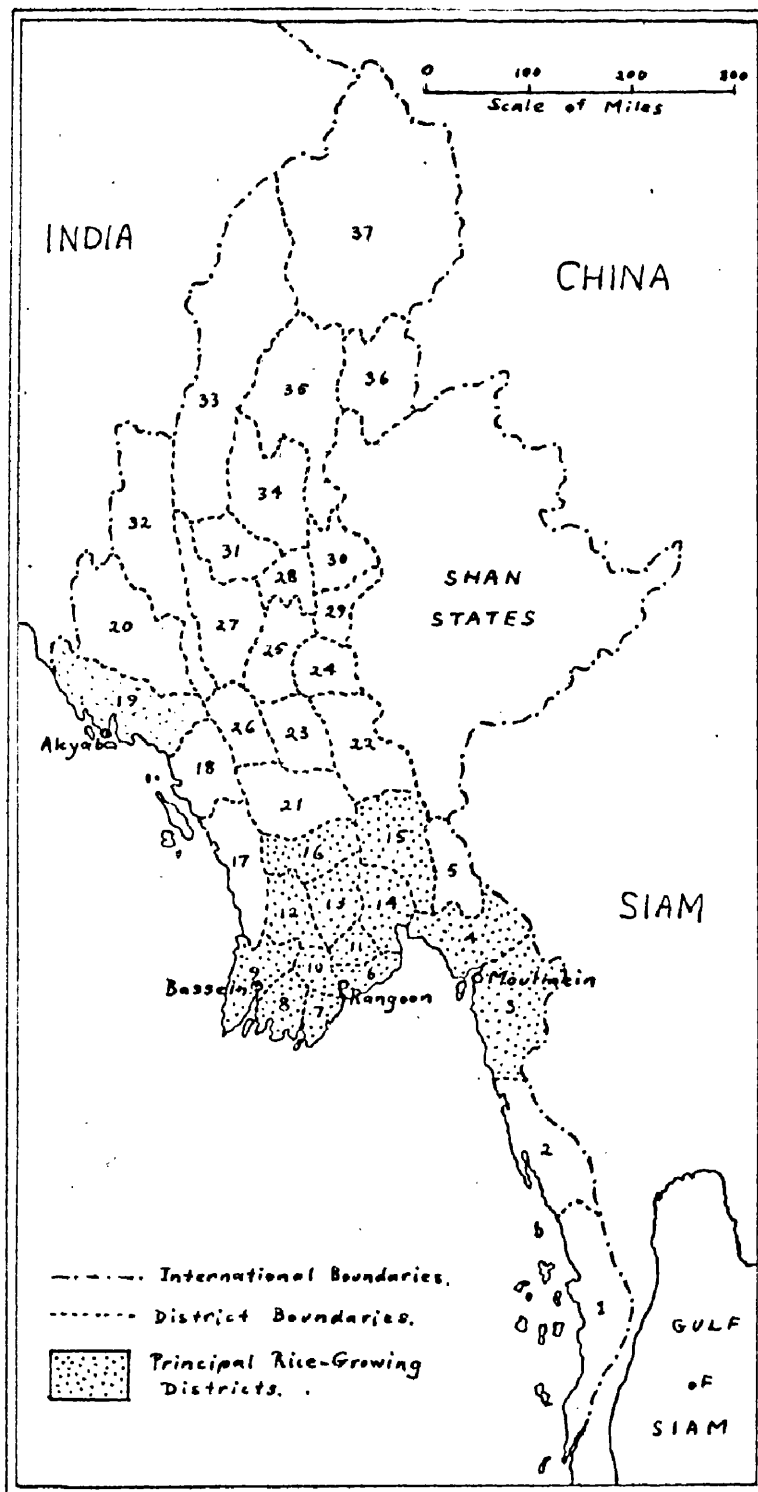 0 100 200 300
Scale of Miles
INDIA
37
CHINA
33
35
36
34
32
31
30
28
SHAN
STATES
29
20
27
25
24
19
26
23
22
Akyab
18
21
15
16
17
5
SIAM
12
13
14
4
9
10
11
6
Bassein
Rangoon
Moulmein
8
7
3
2
1
International Boundaries.
District Boundaries.
Principal Rice-Growing
Districts.
GULF
OF
SIAM